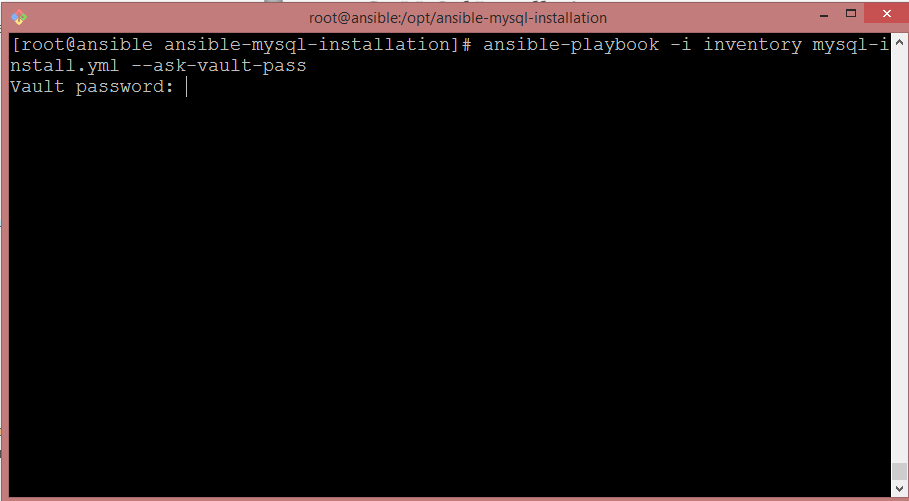 root@ansible:/opt/ansible-mysql-installation
[root@ansible ansible-mysql-installation]# ansible-playbook -i inventory mysql-i
nstall.yml --ask-vault-pass
Vault password: